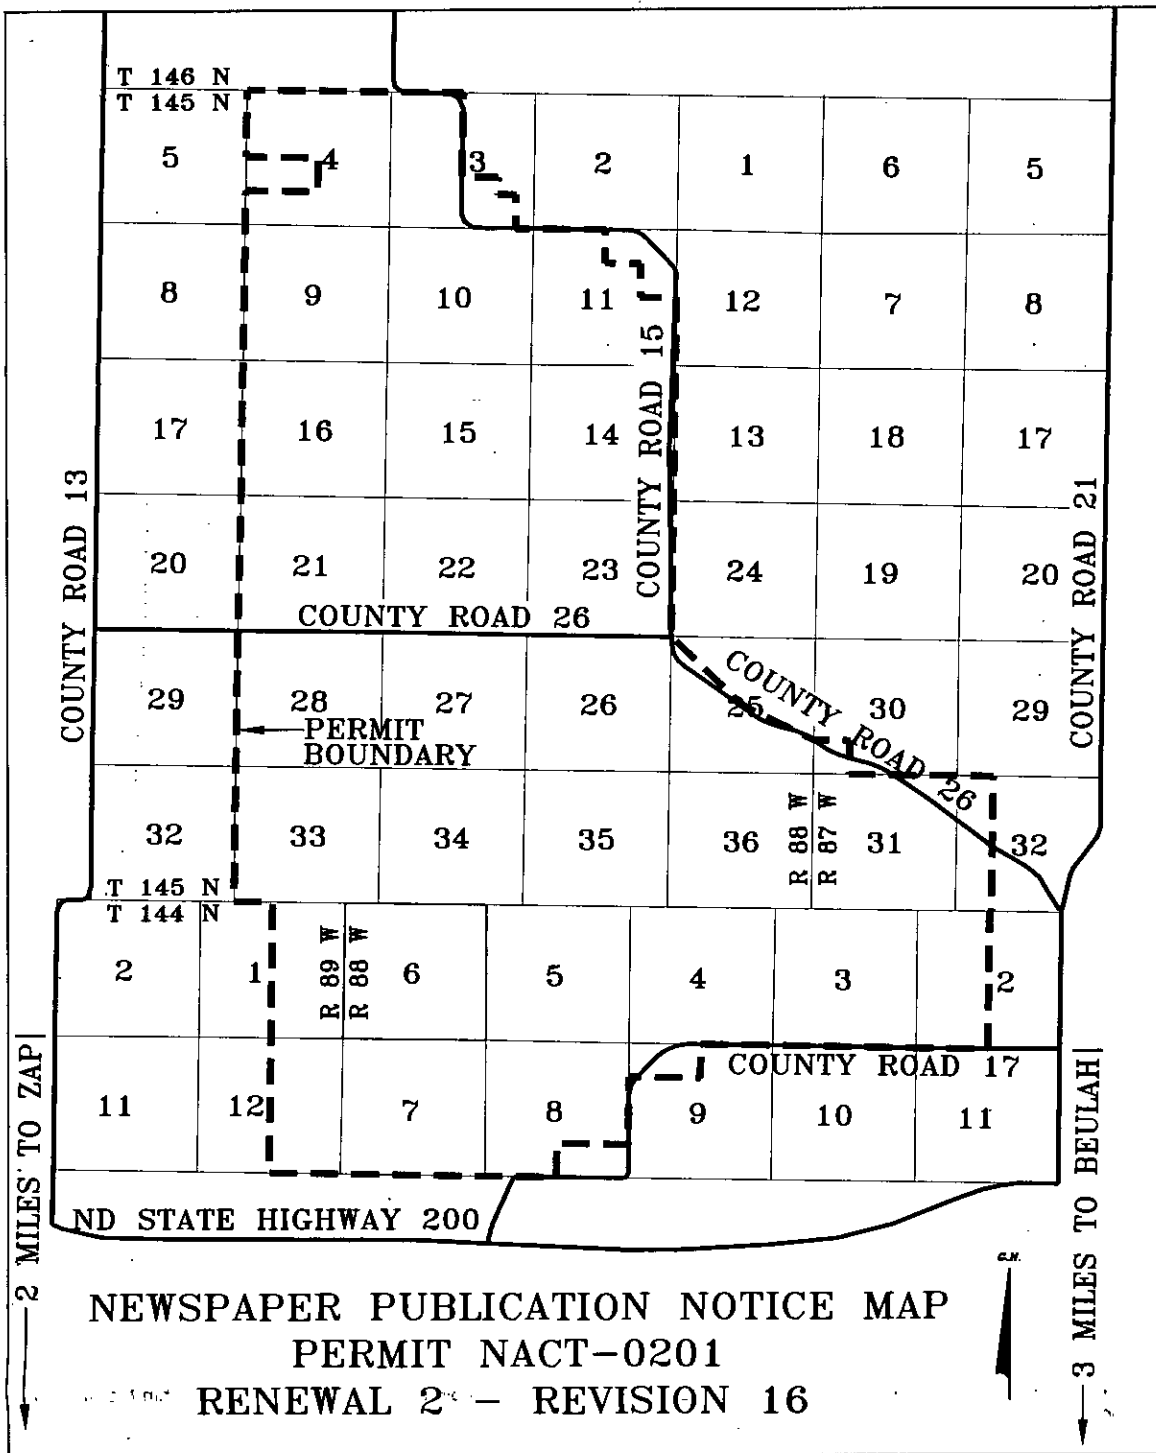 T 146 N
T 145 N
5 4 3 2 1 6 5
8 9 10 11 12 7 8
COUNTY ROAD 15
17 16 15 14 13 18 17
COUNTY ROAD 13
COUNTY ROAD 21
20 21 22 23 24 19 20
COUNTY ROAD 26
29 28 27 26 25 30 29
COUNTY ROAD 26
PERMIT
BOUNDARY
32 33 34 35 36 31 32
R 88 W
R 87 W
T 145 N
T 144 N
2 1 6 5 4 3 2
R 89 W
R 88 W
COUNTY ROAD 17
11 12 7 8 9 10 11
2 MILES TO ZAP
3 MILES TO BEULAH
ND STATE HIGHWAY 200
G.N.
NEWSPAPER PUBLICATION NOTICE MAP
PERMIT NACT-0201
RENEWAL 2 - REVISION 16